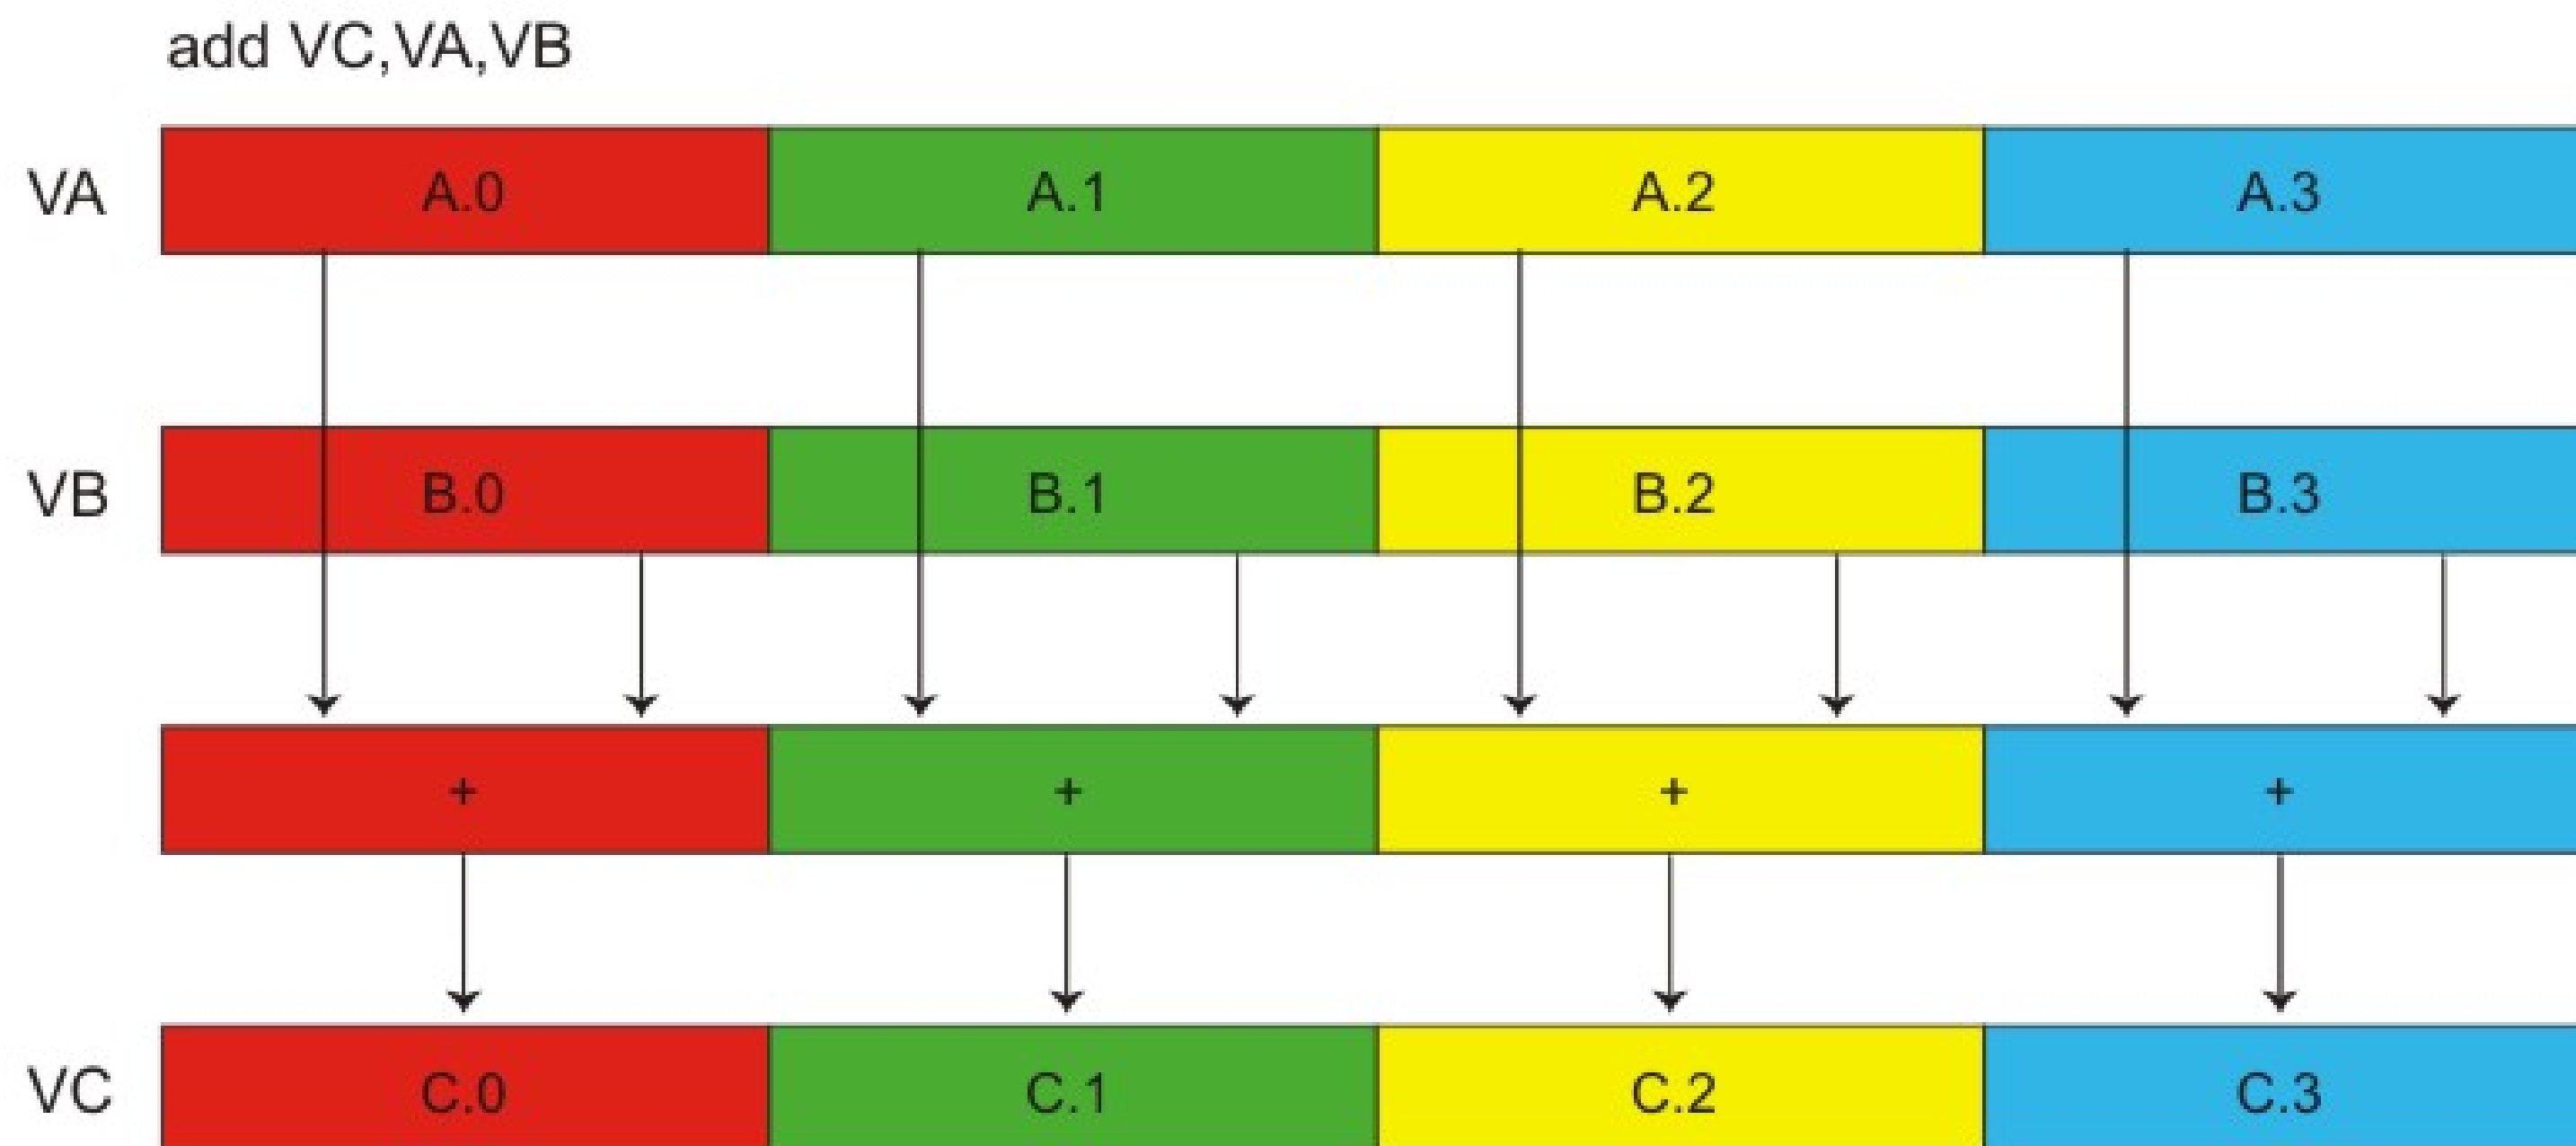 add VC,VA,VB
VA A.0 A.1 A.2 A.3
VB B.0 B.1 B.2 B.3
+ + + +
VC C.0 C.1 C.2 C.3